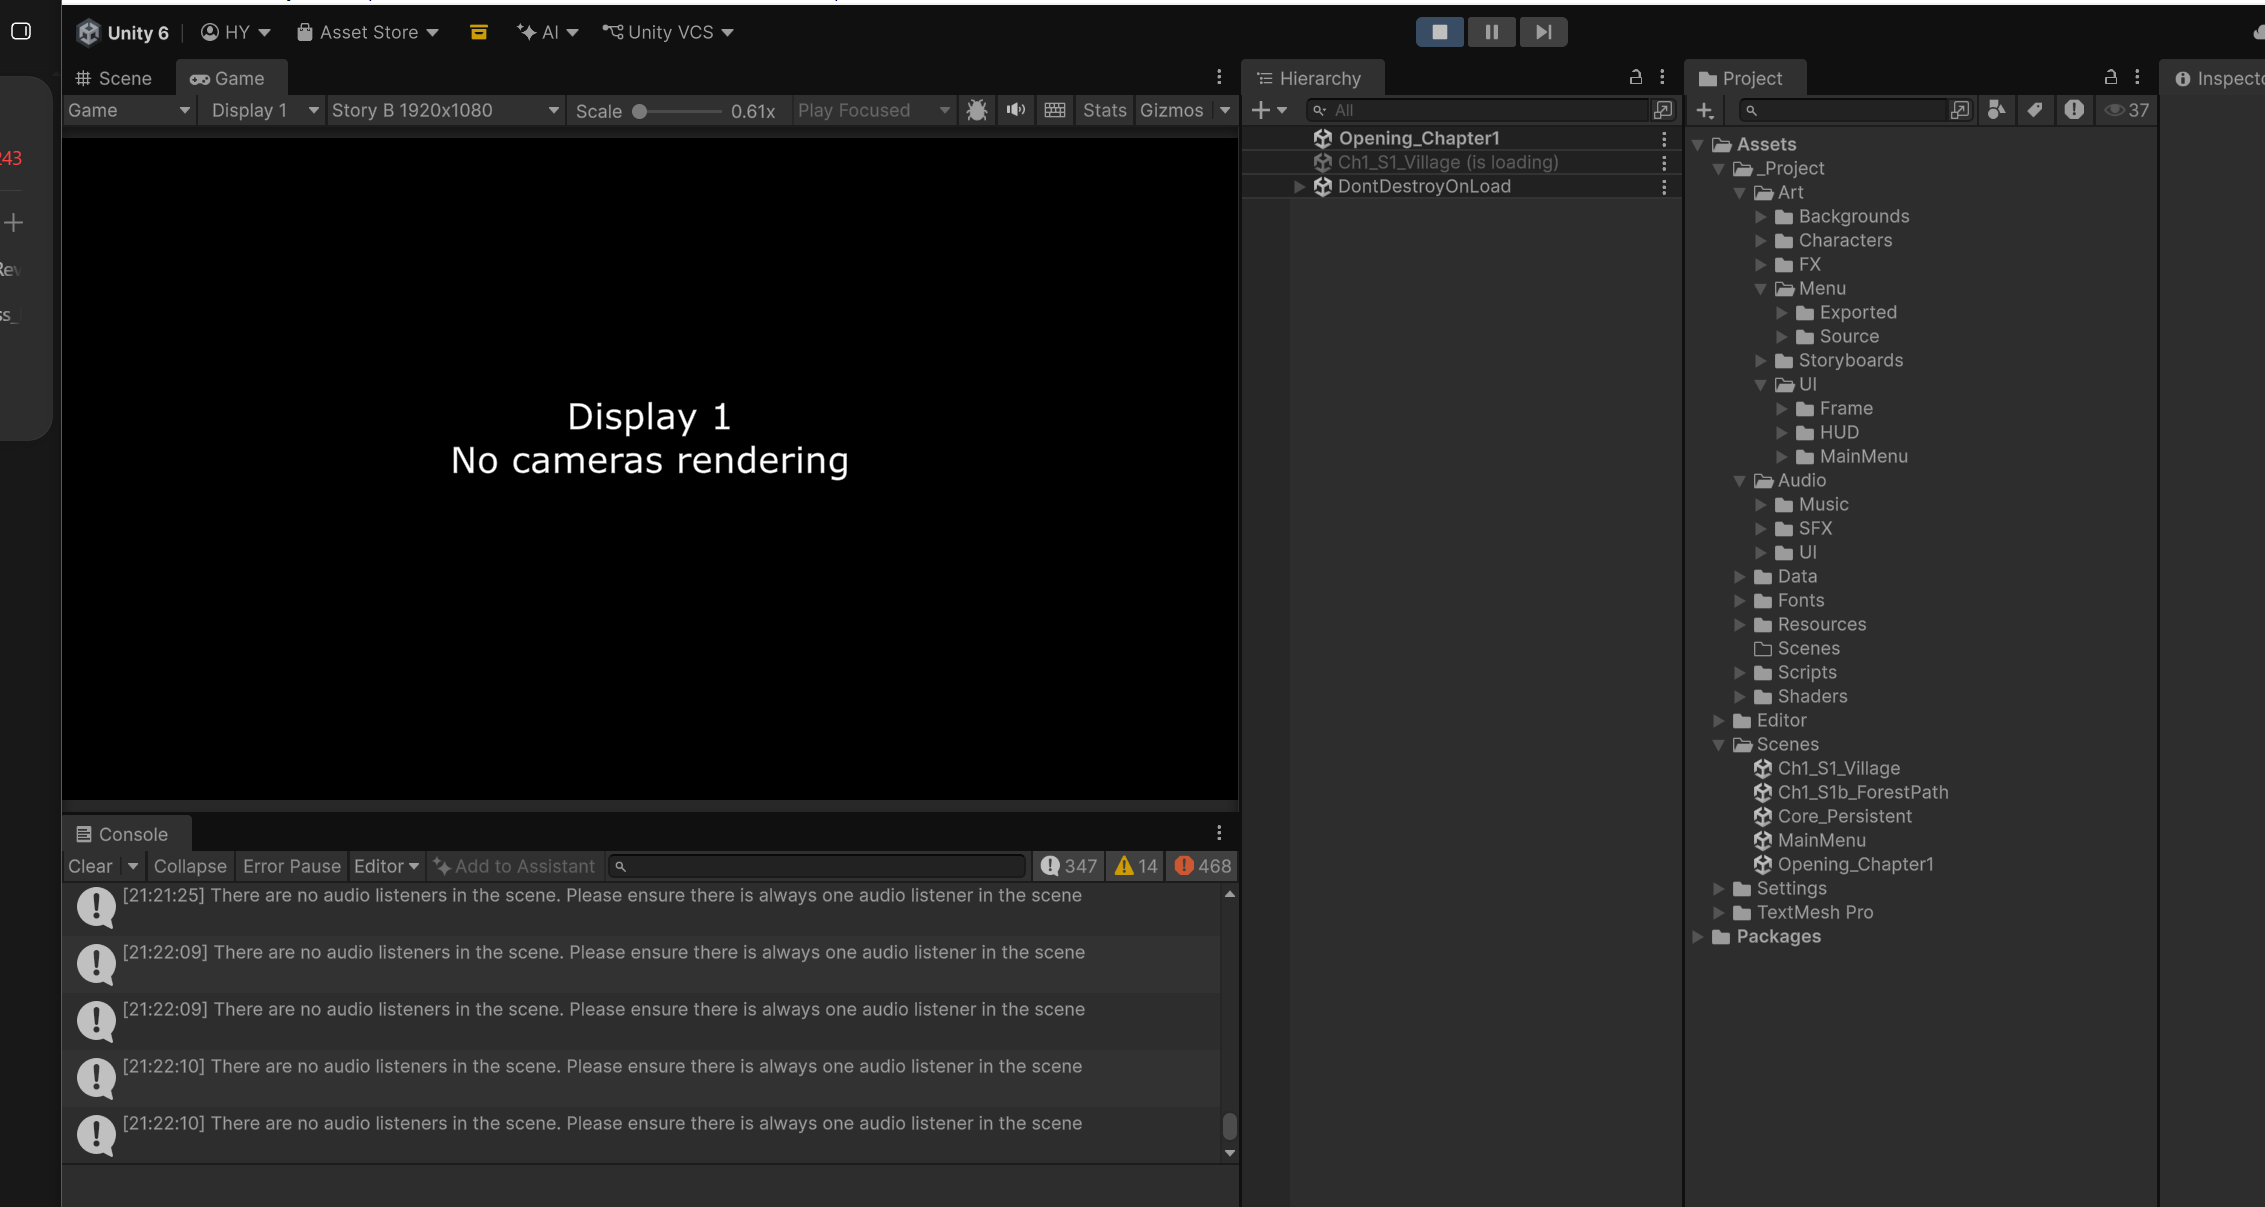 Unity 6
HY
Asset Store
AI
Unity VCS
Scene
Game
Hierarchy
Project
Game
Display 1
Story B 1920x1080
Scale
0.61x
Play Focused
Stats
Gizmos
All
37
Opening_Chapter1
Ch1_S1_Village (is loading)
DontDestroyOnLoad
243
Display 1
No cameras rendering
Assets
_Project
Art
Backgrounds
Characters
FX
Menu
Exported
Source
Storyboards
UI
Frame
HUD
MainMenu
Audio
Music
SFX
UI
Data
Fonts
Resources
Scenes
Scripts
Shaders
Editor
Scenes
Ch1_S1_Village
Ch1_S1b_ForestPath
Core_Persistent
MainMenu
Opening_Chapter1
Settings
TextMesh Pro
Packages
Console
Clear
Collapse
Error Pause
Editor
Add to Assistant
347
14
468
[21:21:25] There are no audio listeners in the scene. Please ensure there is always one audio listener in the scene
[21:22:09] There are no audio listeners in the scene. Please ensure there is always one audio listener in the scene
[21:22:09] There are no audio listeners in the scene. Please ensure there is always one audio listener in the scene
[21:22:10] There are no audio listeners in the scene. Please ensure there is always one audio listener in the scene
[21:22:10] There are no audio listeners in the scene. Please ensure there is always one audio listener in the scene